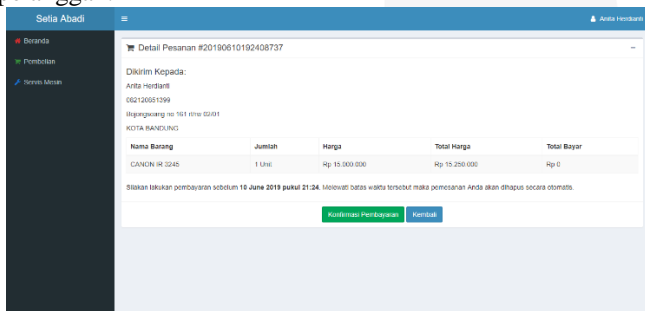 Setia Abadi
Anita Herdianti
Beranda
Pembelian
Servis Mesin
Detail Pesanan #20190610192408737
Dikirim Kepada:
Anita Herdianti
082120651399
Bojongsoang no 161 rt/rw 02/01
KOTA BANDUNG
Nama Barang Jumlah Harga Total Harga Total Bayar
CANON IR 3245 1 Unit Rp 15.000.000 Rp 15.250.000 Rp 0
Silakan lakukan pembayaran sebelum 10 June 2019 pukul 21:24. Melewati batas waktu tersebut maka pemesanan Anda akan dihapus secara otomatis.
Konfirmasi Pembayaran Kembali